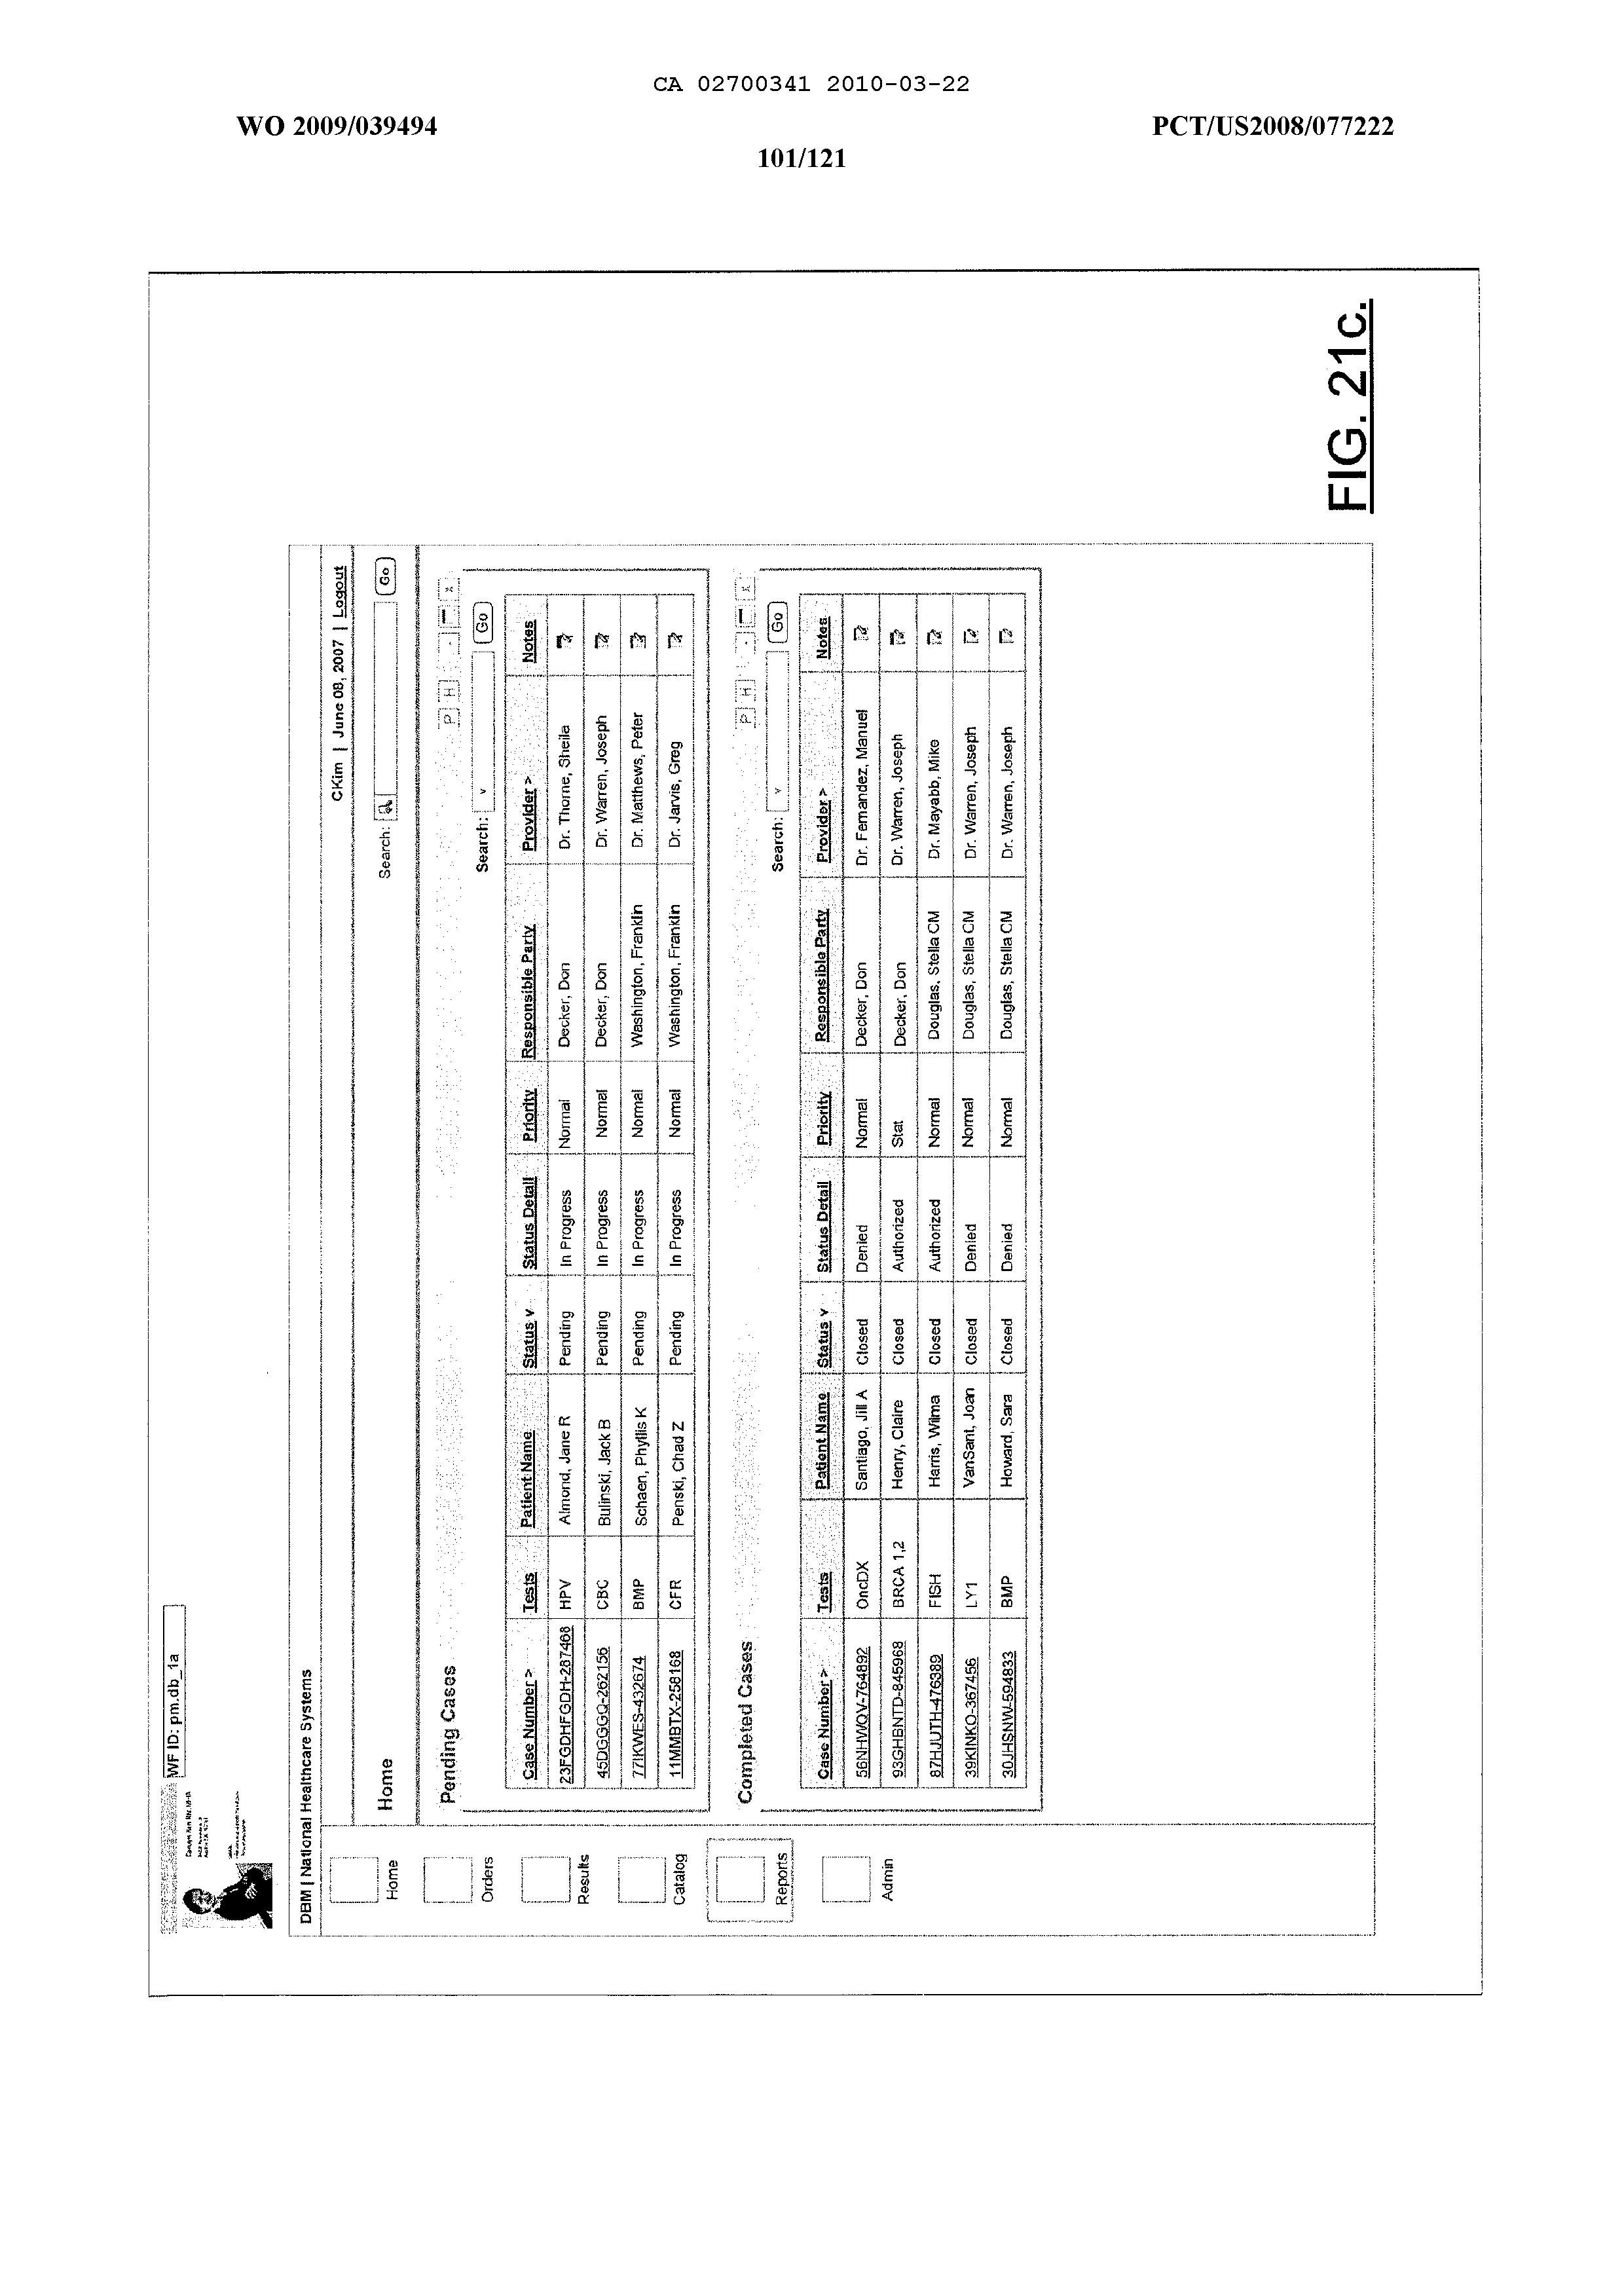 CA 02700341 2010-03-22
WO 2009/039494 PCT/US2008/077222
101/121
WF ID: pm.db_1a
DBM | National Healthcare Systems
CKim | June 08, 2007 | Logout
Home Search: Go
Home
Orders
Results
Catalog
Reports
Admin
Pending Cases P H - x
Search: v Go
Case Number > Tests Patient Name Status v Status Detail Priority Responsible Party Provider > Notes
23FGDHFGDH-287468 HPV Almond, Jane R Pending In Progress Normal Decker, Don Dr. Thorne, Sheila
45DGGGQ-262156 CBC Bulinski, Jack B Pending In Progress Normal Decker, Don Dr. Warren, Joseph
77IKWES-432674 BMP Schaen, Phyllis K Pending In Progress Normal Washington, Franklin Dr. Matthews, Peter
11MMBTX-258168 CFR Penski, Chad Z Pending In Progress Normal Washington, Franklin Dr. Jarvis, Greg
Completed Cases P H - x
Search: v Go
Case Number > Tests Patient Name Status v Status Detail Priority Responsible Party Provider > Notes
56NHWQV-764892 OncDX Santiago, Jill A Closed Denied Normal Decker, Don Dr. Fernandez, Manuel
93GHBNTD-845968 BRCA 1,2 Henry, Claire Closed Authorized Stat Decker, Don Dr. Warren, Joseph
87HJUTH-476389 FISH Harris, Wilma Closed Authorized Normal Douglas, Stella CM Dr. Mayabb, Mike
39KINKO-367456 LY1 VanSant, Joan Closed Denied Normal Douglas, Stella CM Dr. Warren, Joseph
30JHSNW-594833 BMP Howard, Sara Closed Denied Normal Douglas, Stella CM Dr. Warren, Joseph
FIG. 21c.